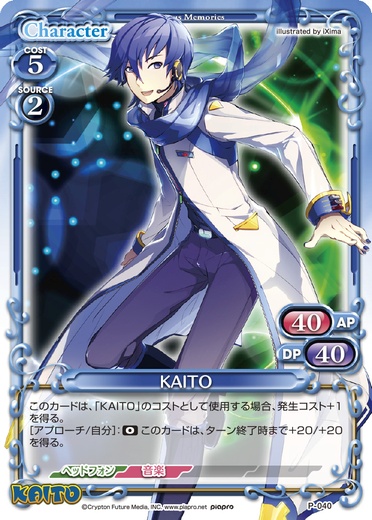 Character
s Memories
illustrated by iXima
COST
5
SOURCE
2
40 AP
DP 40
KAITO
このカードは、「KAITO」のコストとして使用する場合、発生コスト+1
を得る。
[アプローチ/自分]：0 このカードは、ターン終了時まで+20/+20
を得る。
ヘッドフォン 音楽
KAITO
©Crypton Future Media, INC. www.piapro.net piapro
P-040